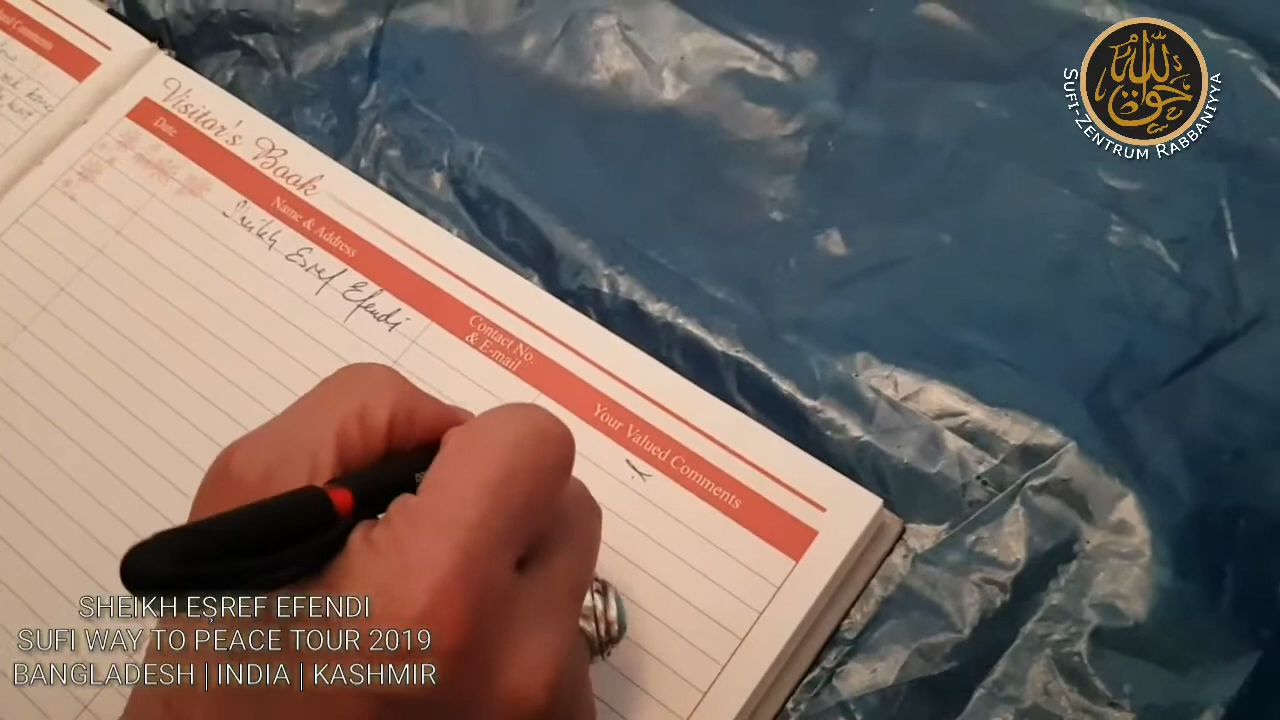 Visitor's Book
Date
Name & Address
Contact No.
& E-mail
Your Valued Comments
Sheikh Esref Efendi
SUFI-ZENTRUM RABBANIYYA
SHEIKH EŞREF EFENDI
SUFI WAY TO PEACE TOUR 2019
BANGLADESH | INDIA | KASHMIR